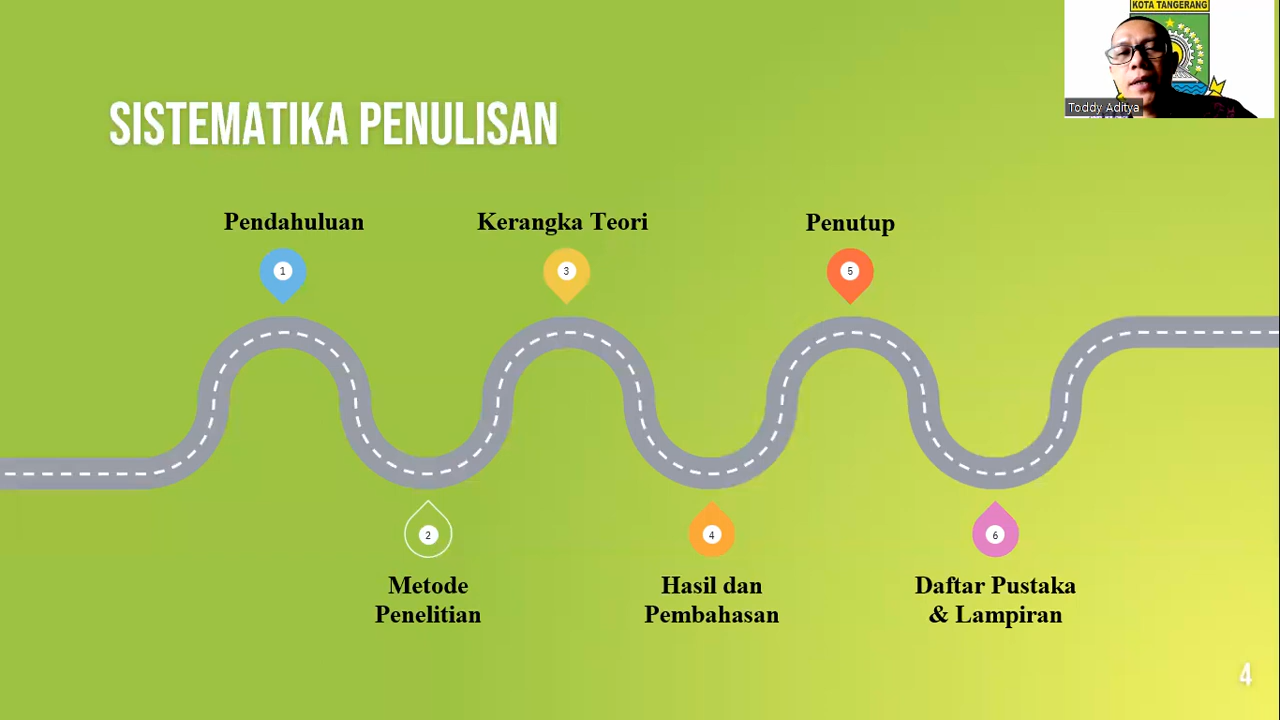 KOTA TANGERANG
Toddy Aditya
SISTEMATIKA PENULISAN
Pendahuluan
Kerangka Teori
Penutup
1
3
5
2
4
6
Metode
Penelitian
Hasil dan
Pembahasan
Daftar Pustaka
& Lampiran
4